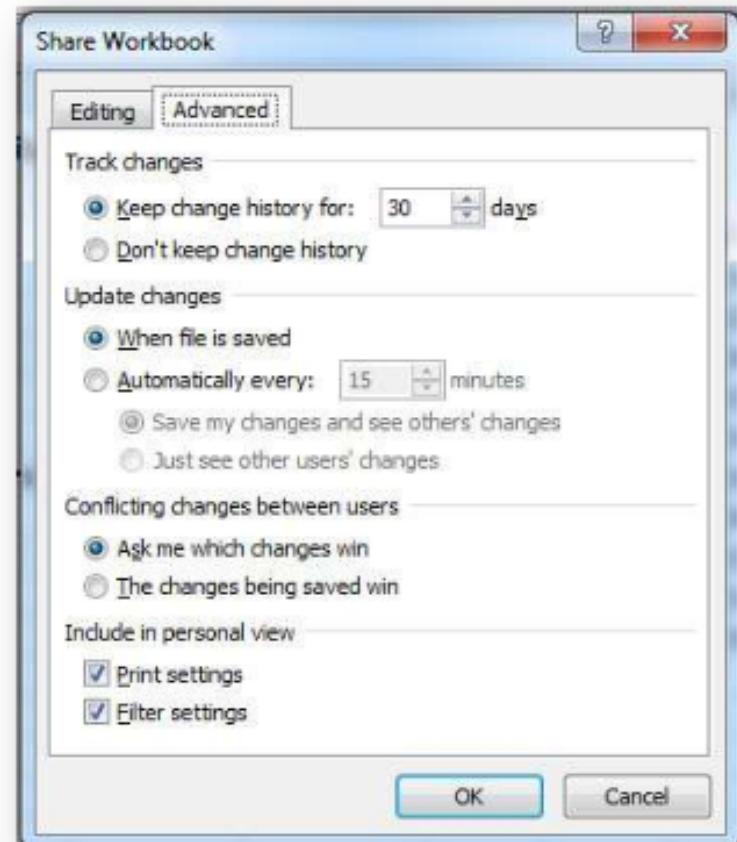 Share Workbook
Editing Advanced
Track changes
Keep change history for: 30 days
Don't keep change history
Update changes
When file is saved
Automatically every: 15 minutes
Save my changes and see others' changes
Just see other users' changes
Conflicting changes between users
Ask me which changes win
The changes being saved win
Include in personal view
Print settings
Filter settings
OK Cancel